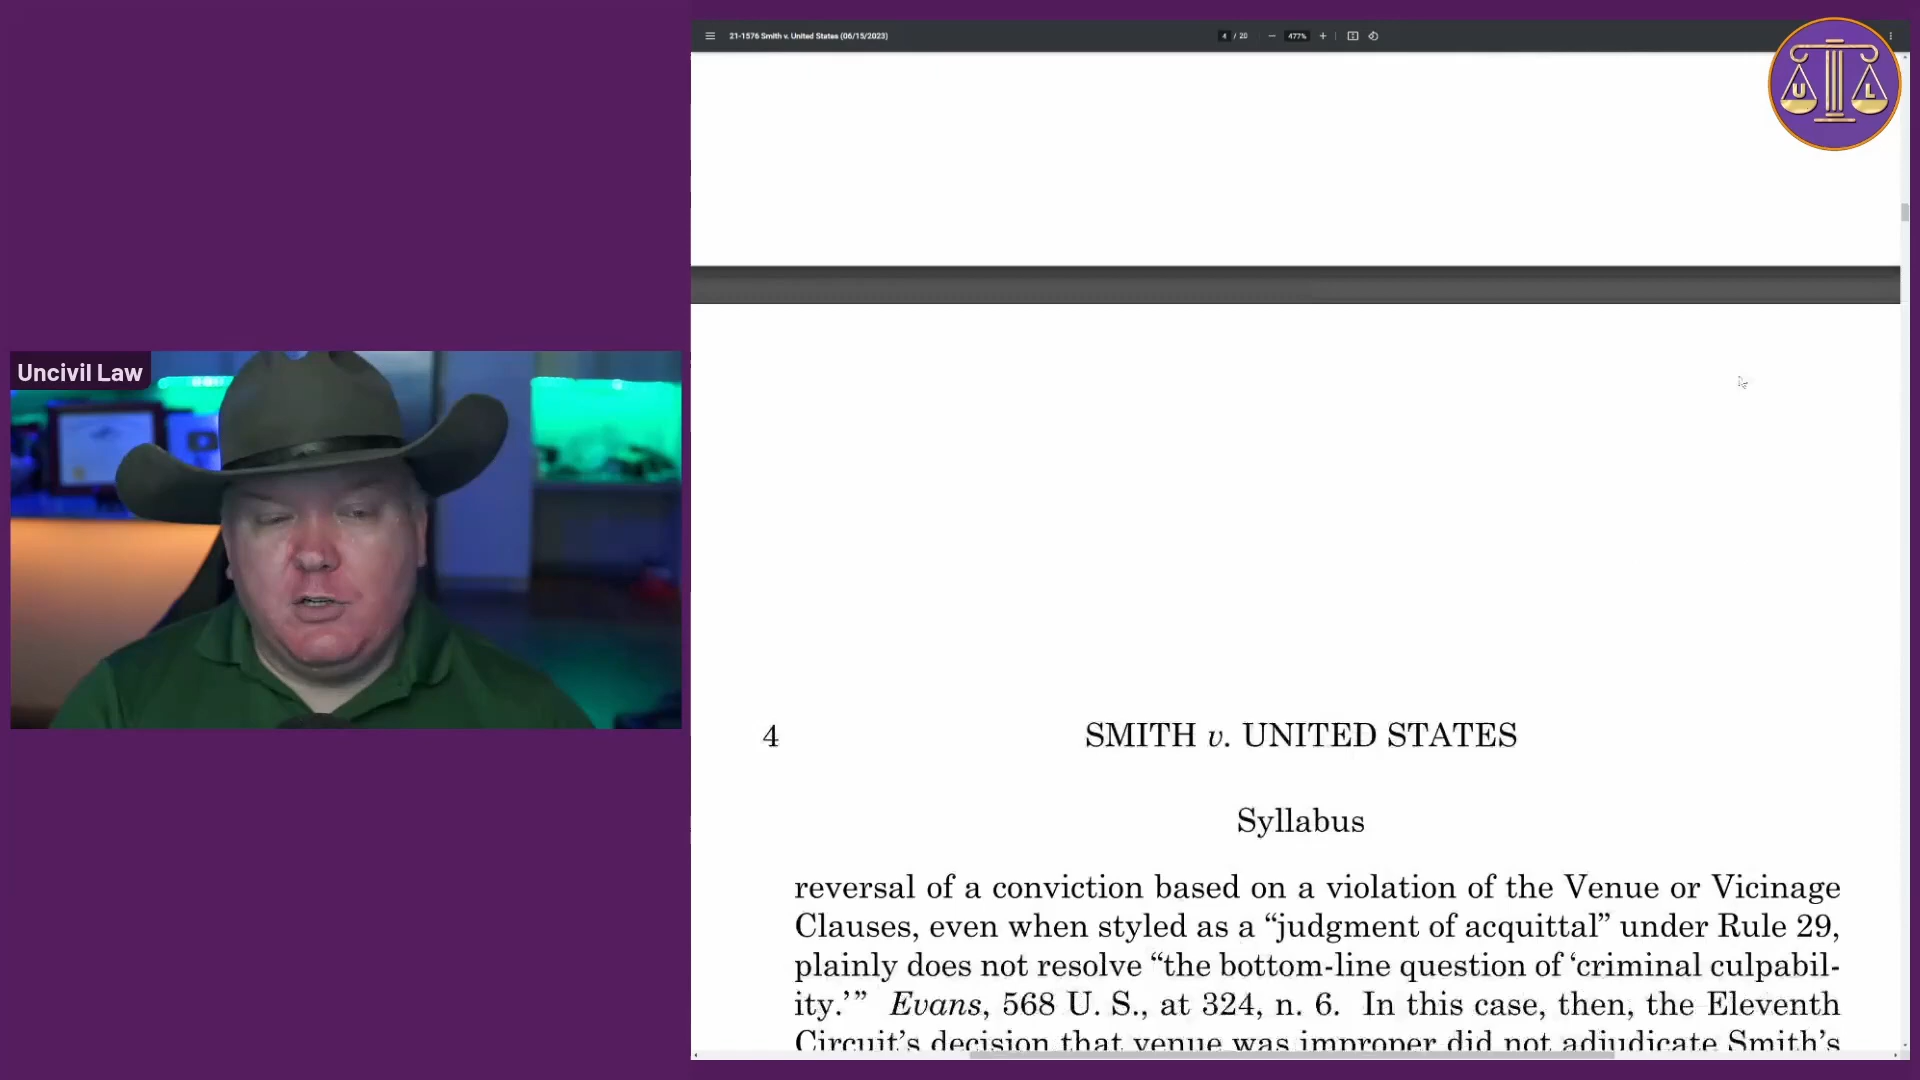 21-1576 Smith v. United States (06/15/2023)
4 / 20
477%
U L
Uncivil Law
4 SMITH v. UNITED STATES
Syllabus
reversal of a conviction based on a violation of the Venue or Vicinage
Clauses, even when styled as a “judgment of acquittal” under Rule 29,
plainly does not resolve “the bottom-line question of ‘criminal culpabil-
ity.’” Evans, 568 U. S., at 324, n. 6. In this case, then, the Eleventh
Circuit’s decision that venue was improper did not adjudicate Smith’s